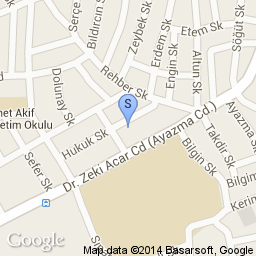 Serçe
Bıldırcın Sk
Zeybek Sk
Etem Sk
Söğüt Sk
Erdem Sk
Engin Sk
Altun Sk
Dolunay Sk
Rehber Sk
S
met Akif
etim Okulu
Hukuk Sk
Sefer Sk
Dr. Zeki Acar Cd (Ayazma Cd.)
Ayazma Sk
Takdir Sk
Bilgin Sk
Bilgim
Kerim
Google
Map data ©2014 Basarsoft, Google